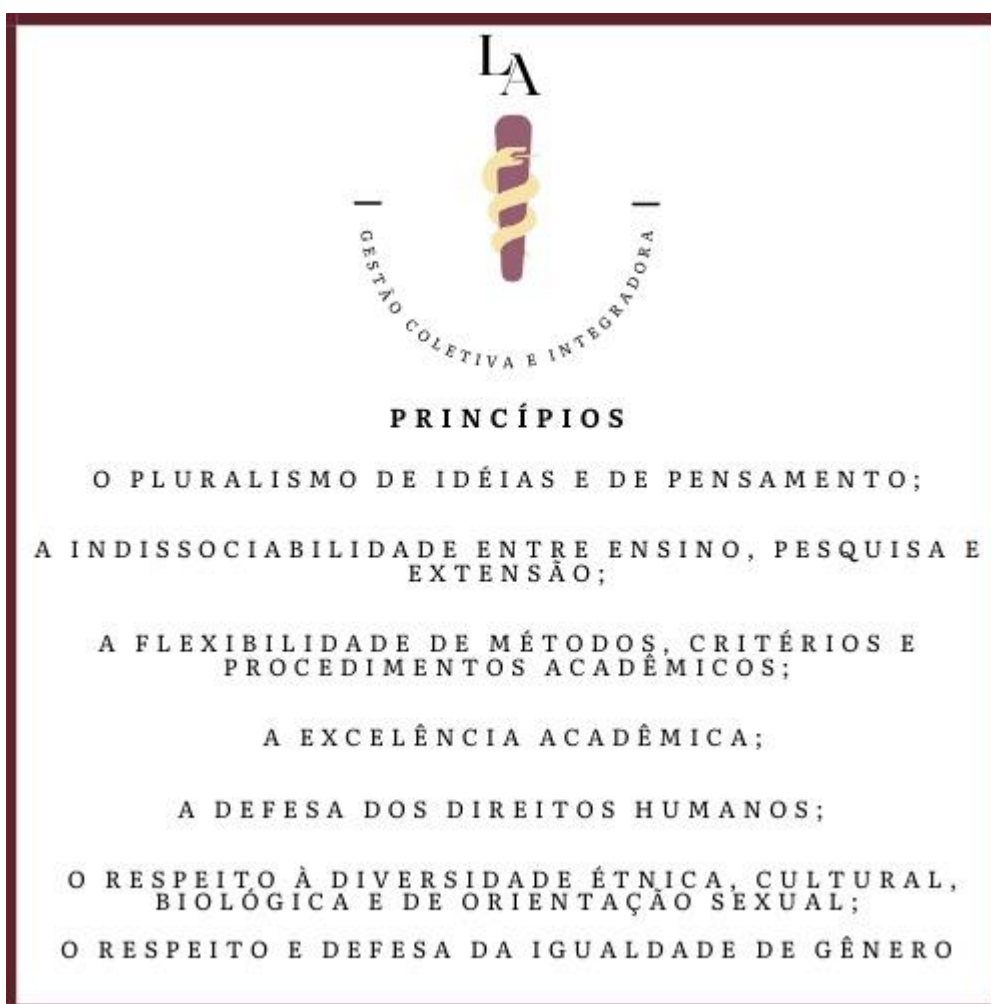 LA
GESTÃO COLETIVA E INTEGRADORA
PRINCÍPIOS
O PLURALISMO DE IDÉIAS E DE PENSAMENTO;
A INDISSOCIABILIDADE ENTRE ENSINO, PESQUISA E
EXTENSÃO;
A FLEXIBILIDADE DE MÉTODOS, CRITÉRIOS E
PROCEDIMENTOS ACADÊMICOS;
A EXCELÊNCIA ACADÊMICA;
A DEFESA DOS DIREITOS HUMANOS;
O RESPEITO À DIVERSIDADE ÉTNICA, CULTURAL,
BIOLÓGICA E DE ORIENTAÇÃO SEXUAL;
O RESPEITO E DEFESA DA IGUALDADE DE GÊNERO